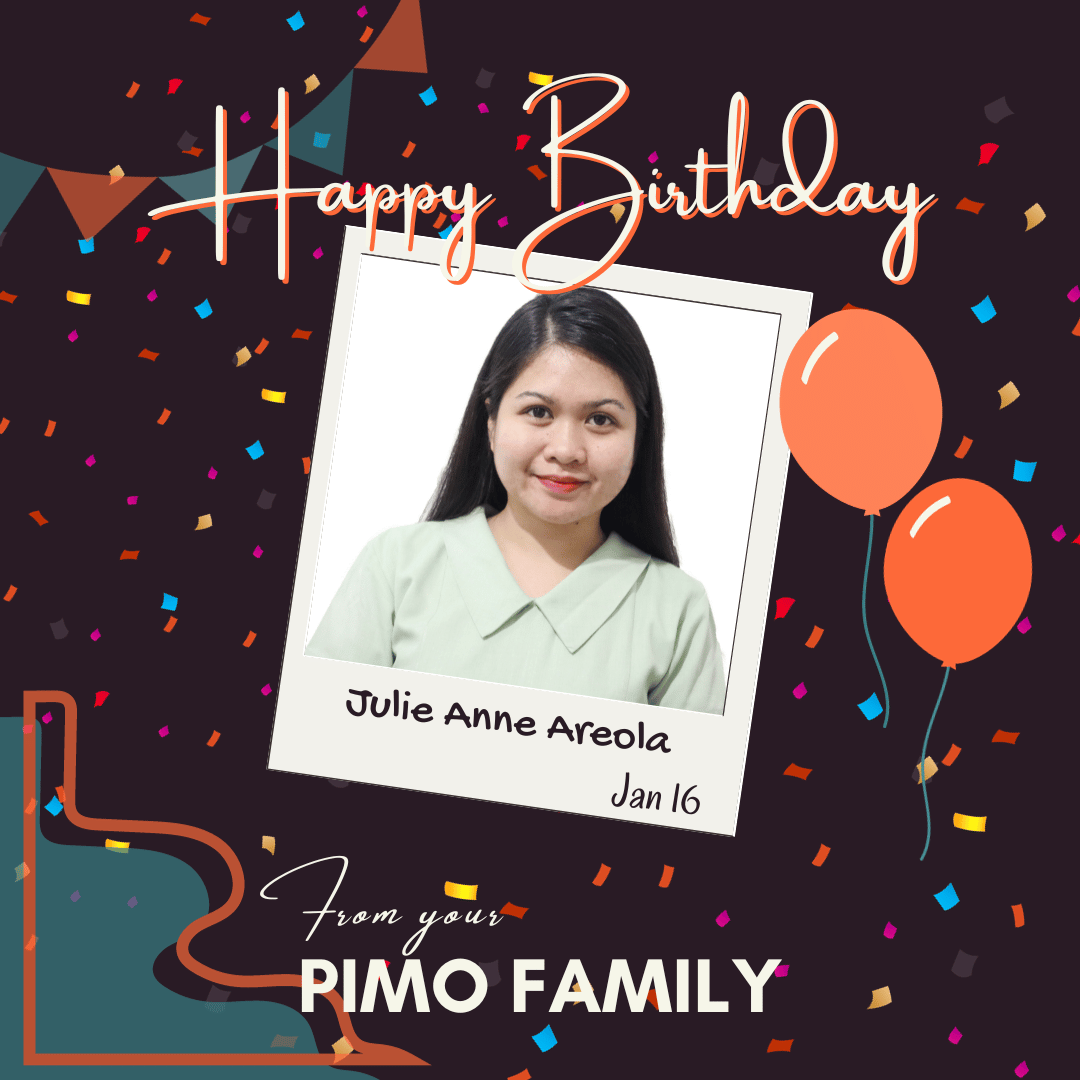 Happy Birthday
Julie Anne Areola
Jan 16
From your
PIMO FAMILY